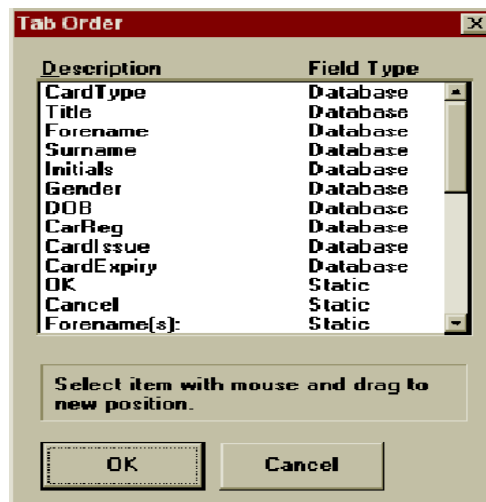 Tab Order
Description Field Type
CardType Database
Title Database
Forename Database
Surname Database
Initials Database
Gender Database
DOB Database
CarReg Database
CardIssue Database
CardExpiry Database
OK Static
Cancel Static
Forename(s): Static
Select item with mouse and drag to
new position.
OK Cancel